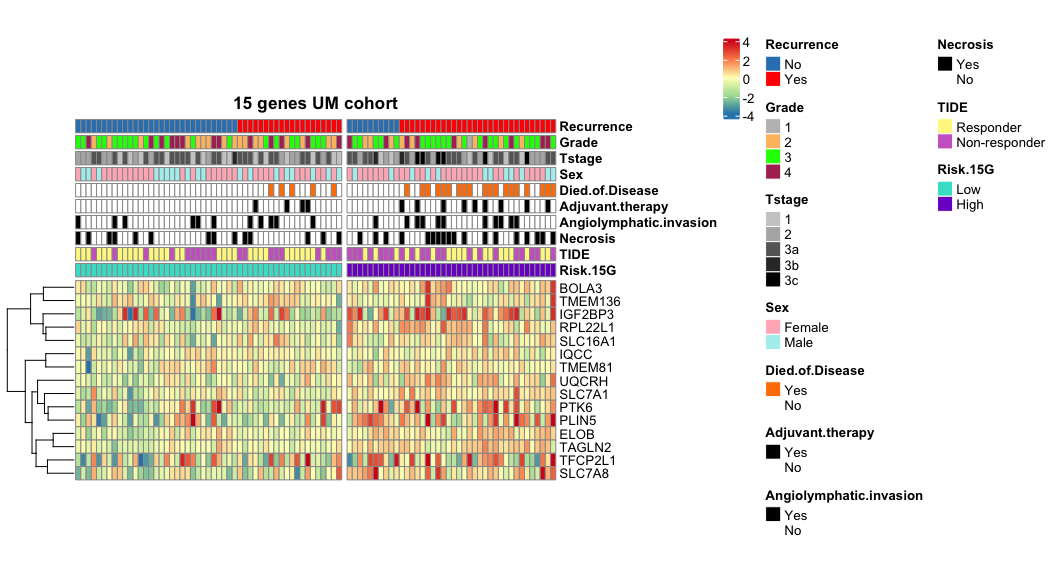 15 genes UM cohort
Recurrence
Grade
Tstage
Sex
Died.of.Disease
Adjuvant.therapy
Angiolymphatic.invasion
Necrosis
TIDE
Risk.15G
BOLA3
TMEM136
IGF2BP3
RPL22L1
SLC16A1
IQCC
TMEM81
UQCRH
SLC7A1
PTK6
PLIN5
ELOB
TAGLN2
TFCP2L1
SLC7A8
4
2
0
-2
-4
Recurrence
No
Yes
Grade
1
2
3
4
Tstage
1
2
3a
3b
3c
Sex
Female
Male
Died.of.Disease
Yes
No
Adjuvant.therapy
Yes
No
Angiolymphatic.invasion
Yes
No
Necrosis
Yes
No
TIDE
Responder
Non-responder
Risk.15G
Low
High